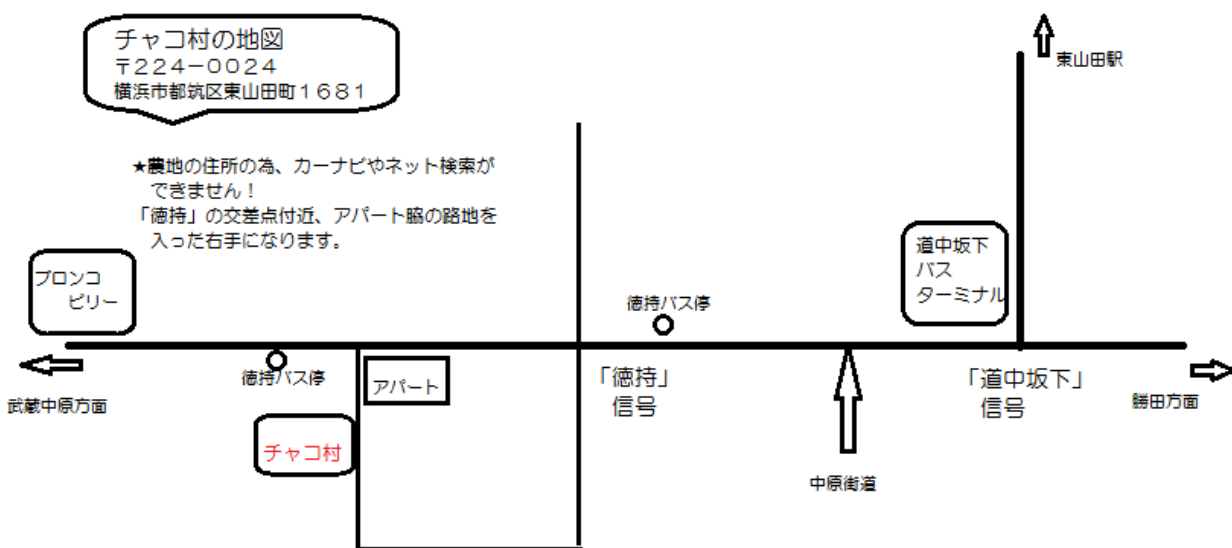 チャコ村の地図
〒224-0024
横浜市都筑区東山田町1681
★農地の住所の為、カーナビやネット検索が
できません！
「徳持」の交差点付近、アパート脇の路地を
入った右手になります。
東山田駅
ブロンコ
ビリー
道中坂下
バス
ターミナル
徳持バス停
徳持バス停
アパート
「徳持」
信号
「道中坂下」
信号
武蔵中原方面
勝田方面
チャコ村
中原街道